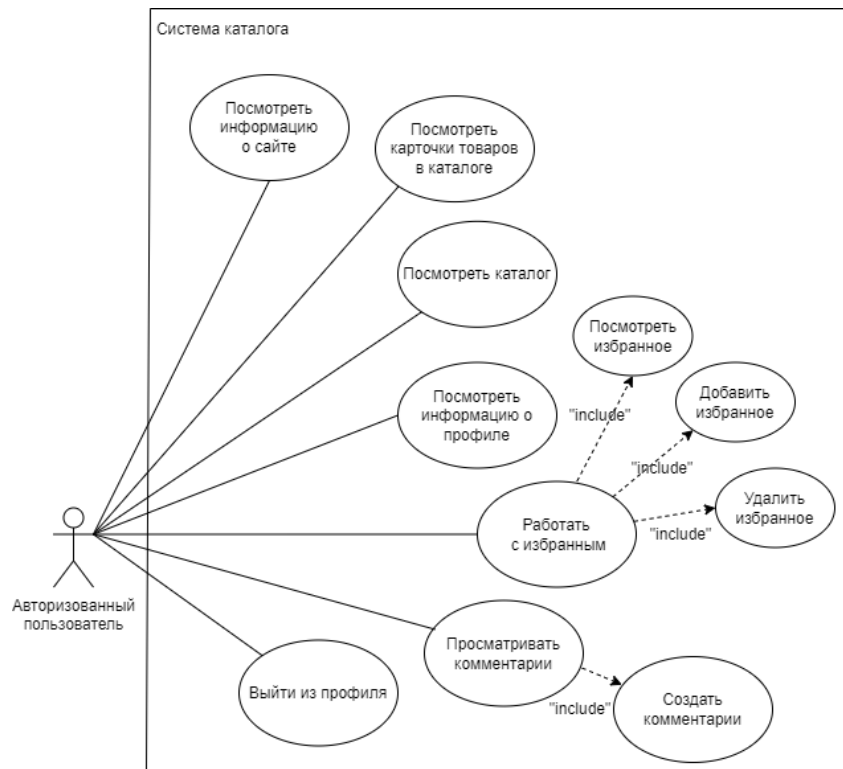 Система каталога
Посмотреть
информацию
о сайте
Посмотреть
карточки товаров
в каталоге
Посмотреть каталог
Посмотреть
избранное
Посмотреть
информацию о
профиле
Добавить
избранное
"include"
"include"
Удалить
избранное
"include"
Работать
с избранным
Авторизованный
пользователь
Просматривать
комментарии
Выйти из профиля
"include"
Создать
комментарии